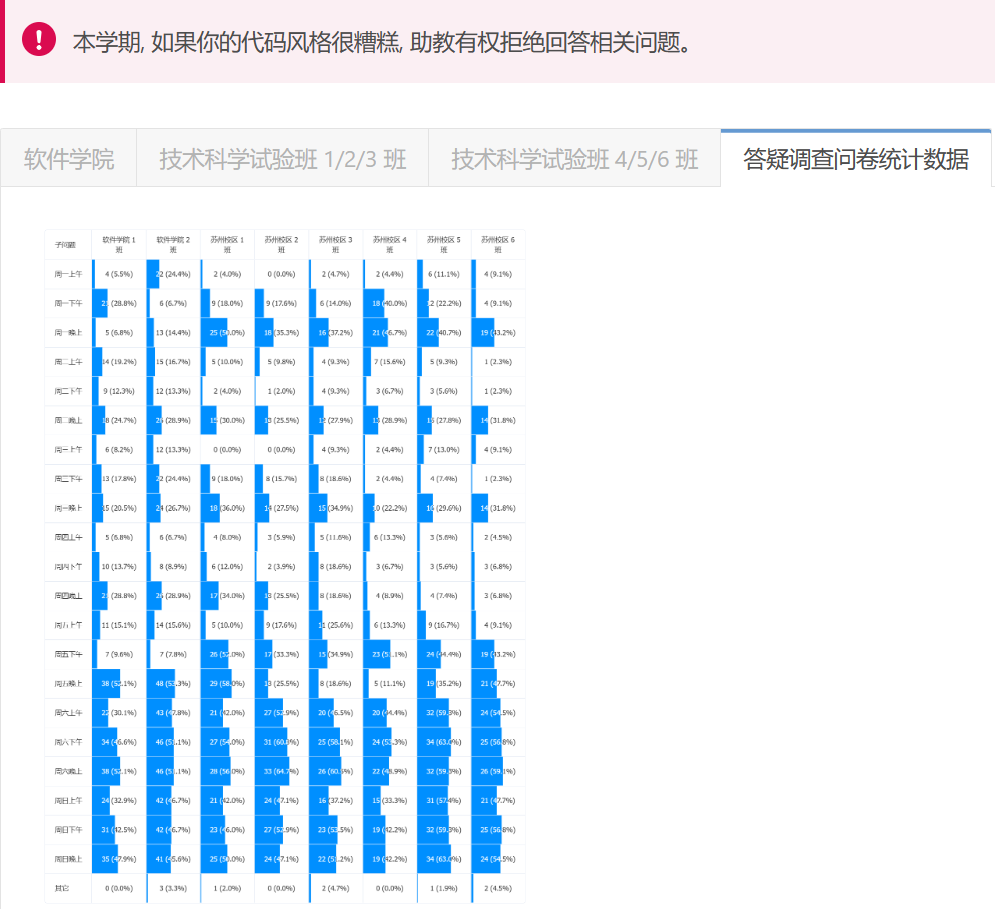 本学期, 如果你的代码风格很糟糕, 助教有权拒绝回答相关问题。
软件学院 技术科学试验班 1/2/3 班 技术科学试验班 4/5/6 班 答疑调查问卷统计数据
子问题 软件学院 1 班 软件学院 2 班 苏州校区 1 班 苏州校区 2 班 苏州校区 3 班 苏州校区 4 班 苏州校区 5 班 苏州校区 6 班
周一上午 4 (5.5%) 22 (24.4%) 2 (4.0%) 0 (0.0%) 2 (4.7%) 2 (4.4%) 6 (11.1%) 4 (9.1%)
周一下午 21 (28.8%) 6 (6.7%) 9 (18.0%) 9 (17.6%) 6 (14.0%) 18 (40.0%) 12 (22.2%) 4 (9.1%)
周一晚上 5 (6.8%) 13 (14.4%) 25 (50.0%) 18 (35.3%) 16 (37.2%) 21 (46.7%) 22 (40.7%) 19 (43.2%)
周二上午 14 (19.2%) 15 (16.7%) 5 (10.0%) 5 (9.8%) 4 (9.3%) 7 (15.6%) 5 (9.3%) 1 (2.3%)
周二下午 9 (12.3%) 12 (13.3%) 2 (4.0%) 1 (2.0%) 4 (9.3%) 3 (6.7%) 3 (5.6%) 1 (2.3%)
周二晚上 18 (24.7%) 26 (28.9%) 15 (30.0%) 13 (25.5%) 12 (27.9%) 13 (28.9%) 15 (27.8%) 14 (31.8%)
周三上午 6 (8.2%) 12 (13.3%) 0 (0.0%) 0 (0.0%) 4 (9.3%) 2 (4.4%) 7 (13.0%) 4 (9.1%)
周三下午 13 (17.8%) 22 (24.4%) 9 (18.0%) 8 (15.7%) 8 (18.6%) 2 (4.4%) 4 (7.4%) 1 (2.3%)
周三晚上 15 (20.5%) 24 (26.7%) 18 (36.0%) 14 (27.5%) 15 (34.9%) 10 (22.2%) 16 (29.6%) 14 (31.8%)
周四上午 5 (6.8%) 6 (6.7%) 4 (8.0%) 3 (5.9%) 5 (11.6%) 6 (13.3%) 3 (5.6%) 2 (4.5%)
周四下午 10 (13.7%) 8 (8.9%) 6 (12.0%) 2 (3.9%) 8 (18.6%) 3 (6.7%) 3 (5.6%) 3 (6.8%)
周四晚上 21 (28.8%) 26 (28.9%) 17 (34.0%) 13 (25.5%) 8 (18.6%) 4 (8.9%) 4 (7.4%) 3 (6.8%)
周五上午 11 (15.1%) 14 (15.6%) 5 (10.0%) 9 (17.6%) 11 (25.6%) 6 (13.3%) 9 (16.7%) 4 (9.1%)
周五下午 7 (9.6%) 7 (7.8%) 26 (52.0%) 17 (33.3%) 15 (34.9%) 23 (51.1%) 24 (44.4%) 19 (43.2%)
周五晚上 38 (52.1%) 48 (53.3%) 29 (58.0%) 13 (25.5%) 8 (18.6%) 5 (11.1%) 19 (35.2%) 21 (47.7%)
周六上午 22 (30.1%) 43 (47.8%) 21 (42.0%) 27 (52.9%) 20 (46.5%) 20 (44.4%) 32 (59.3%) 24 (54.5%)
周六下午 34 (46.6%) 46 (51.1%) 27 (54.0%) 31 (60.8%) 25 (58.1%) 24 (53.3%) 34 (63.0%) 25 (56.8%)
周六晚上 38 (52.1%) 46 (51.1%) 28 (56.0%) 33 (64.7%) 26 (60.5%) 22 (48.9%) 32 (59.3%) 26 (59.1%)
周日上午 24 (32.9%) 42 (46.7%) 21 (42.0%) 24 (47.1%) 16 (37.2%) 15 (33.3%) 31 (57.4%) 21 (47.7%)
周日下午 31 (42.5%) 42 (46.7%) 23 (46.0%) 27 (52.9%) 23 (53.5%) 19 (42.2%) 32 (59.3%) 25 (56.8%)
周日晚上 35 (47.9%) 41 (45.6%) 25 (50.0%) 24 (47.1%) 22 (51.2%) 19 (42.2%) 34 (63.0%) 24 (54.5%)
其它 0 (0.0%) 3 (3.3%) 1 (2.0%) 0 (0.0%) 2 (4.7%) 0 (0.0%) 1 (1.9%) 2 (4.5%)